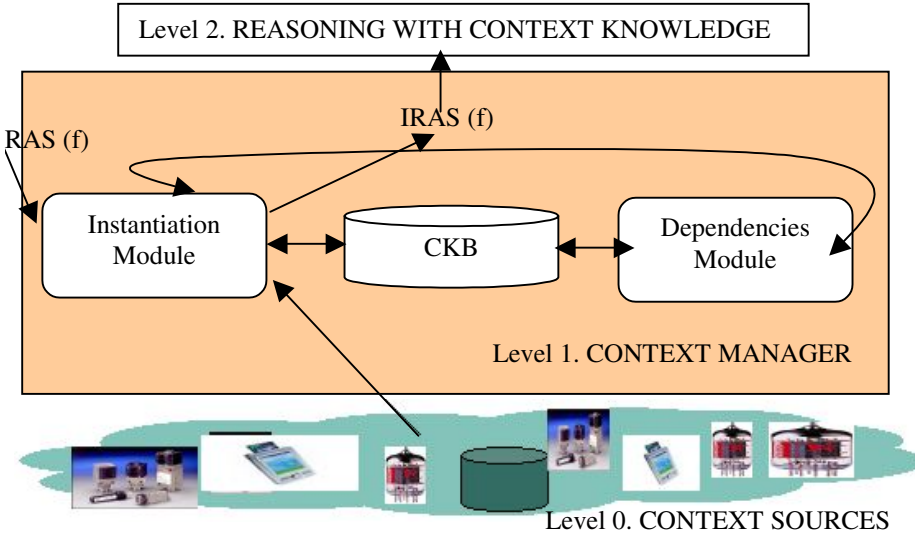 Level 2. REASONING WITH CONTEXT KNOWLEDGE
IRAS (f)
RAS (f)
Instantiation
Module
CKB
Dependencies
Module
Level 1. CONTEXT MANAGER
Level 0. CONTEXT SOURCES